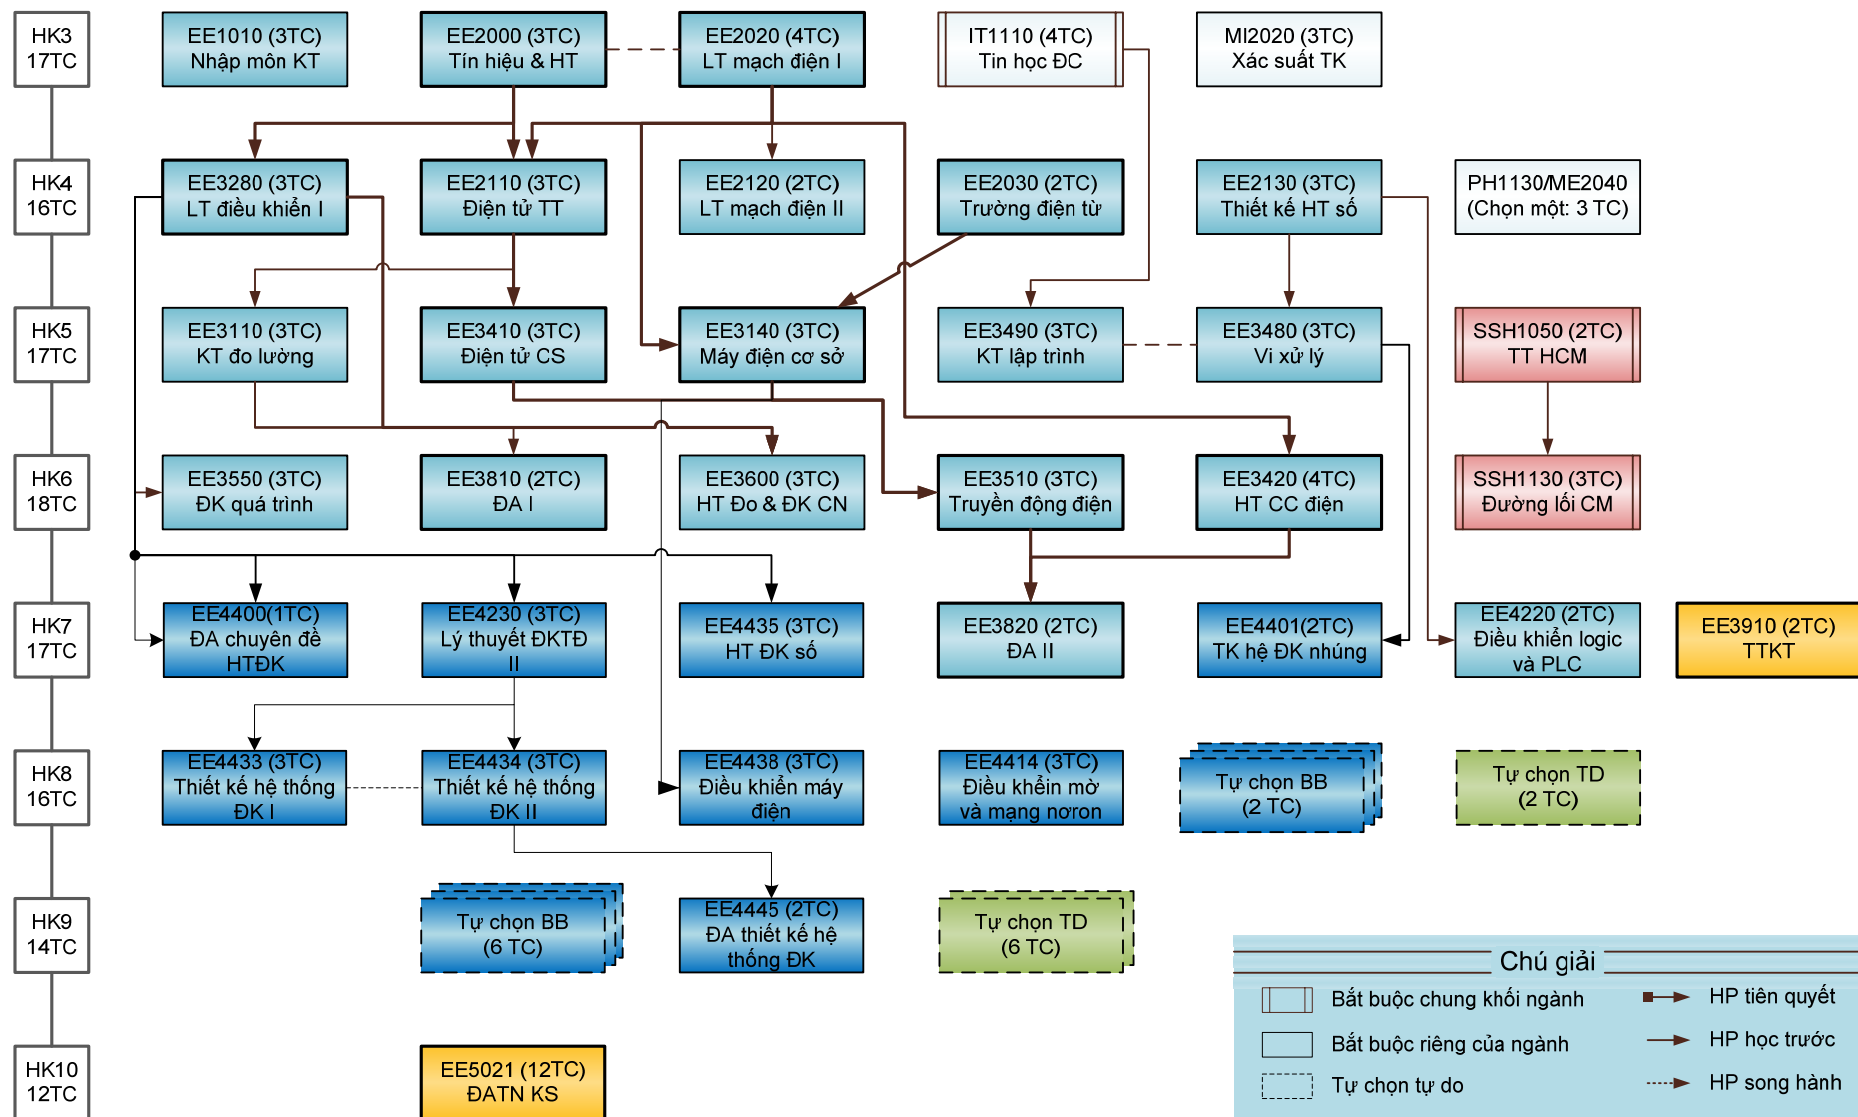 HK3
17TC
EE1010 (3TC)
Nhập môn KT
EE2000 (3TC)
Tín hiệu & HT
EE2020 (4TC)
LT mạch điện I
IT1110 (4TC)
Tin học ĐC
MI2020 (3TC)
Xác suất TK
HK4
16TC
EE3280 (3TC)
LT điều khiển I
EE2110 (3TC)
Điện tử TT
EE2120 (2TC)
LT mạch điện II
EE2030 (2TC)
Trường điện từ
EE2130 (3TC)
Thiết kế HT số
PH1130/ME2040
(Chọn một: 3 TC)
HK5
17TC
EE3110 (3TC)
KT đo lường
EE3410 (3TC)
Điện tử CS
EE3140 (3TC)
Máy điện cơ sở
EE3490 (3TC)
KT lập trình
EE3480 (3TC)
Vi xử lý
SSH1050 (2TC)
TT HCM
HK6
18TC
EE3550 (3TC)
ĐK quá trình
EE3810 (2TC)
ĐA I
EE3600 (3TC)
HT Đo & ĐK CN
EE3510 (3TC)
Truyền động điện
EE3420 (4TC)
HT CC điện
SSH1130 (3TC)
Đường lối CM
HK7
17TC
EE4400(1TC)
ĐA chuyên đề
HTĐK
EE4230 (3TC)
Lý thuyết ĐKTĐ
II
EE4435 (3TC)
HT ĐK số
EE3820 (2TC)
ĐA II
EE4401(2TC)
TK hệ ĐK nhúng
EE4220 (2TC)
Điều khiển logic
và PLC
EE3910 (2TC)
TTKT
HK8
16TC
EE4433 (3TC)
Thiết kế hệ thống
ĐK I
EE4434 (3TC)
Thiết kế hệ thống
ĐK II
EE4438 (3TC)
Điều khiển máy
điện
EE4414 (3TC)
Điều khểin mờ
và mạng nơron
Tự chọn BB
(2 TC)
Tự chọn TD
(2 TC)
HK9
14TC
Tự chọn BB
(6 TC)
EE4445 (2TC)
ĐA thiết kế hệ
thống ĐK
Tự chọn TD
(6 TC)
HK10
12TC
EE5021 (12TC)
ĐATN KS
Chú giải
Bắt buộc chung khối ngành
HP tiên quyết
Bắt buộc riêng của ngành
HP học trước
Tự chọn tự do
HP song hành